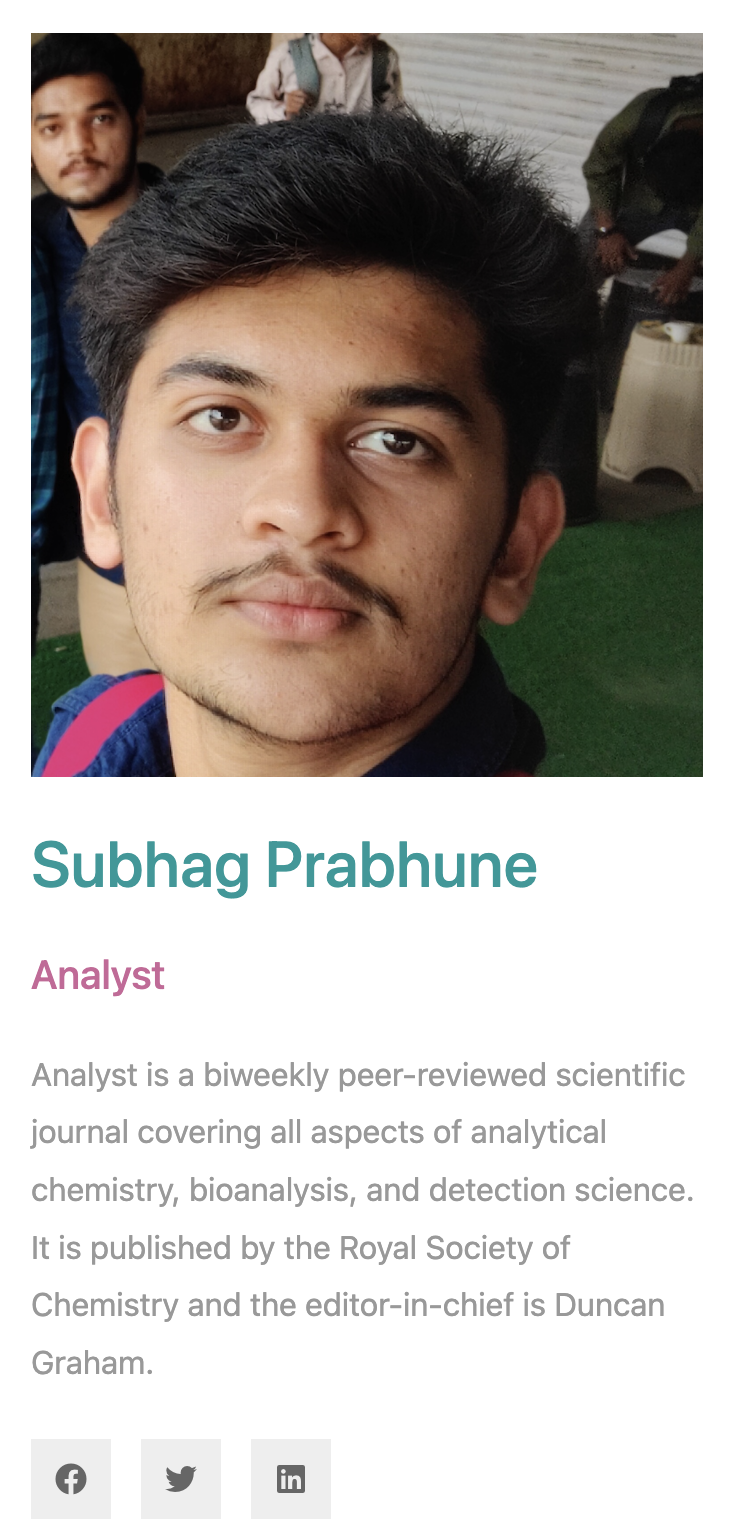 Subhag Prabhune
Analyst
Analyst is a biweekly peer-reviewed scientific
journal covering all aspects of analytical
chemistry, bioanalysis, and detection science.
It is published by the Royal Society of
Chemistry and the editor-in-chief is Duncan
Graham.